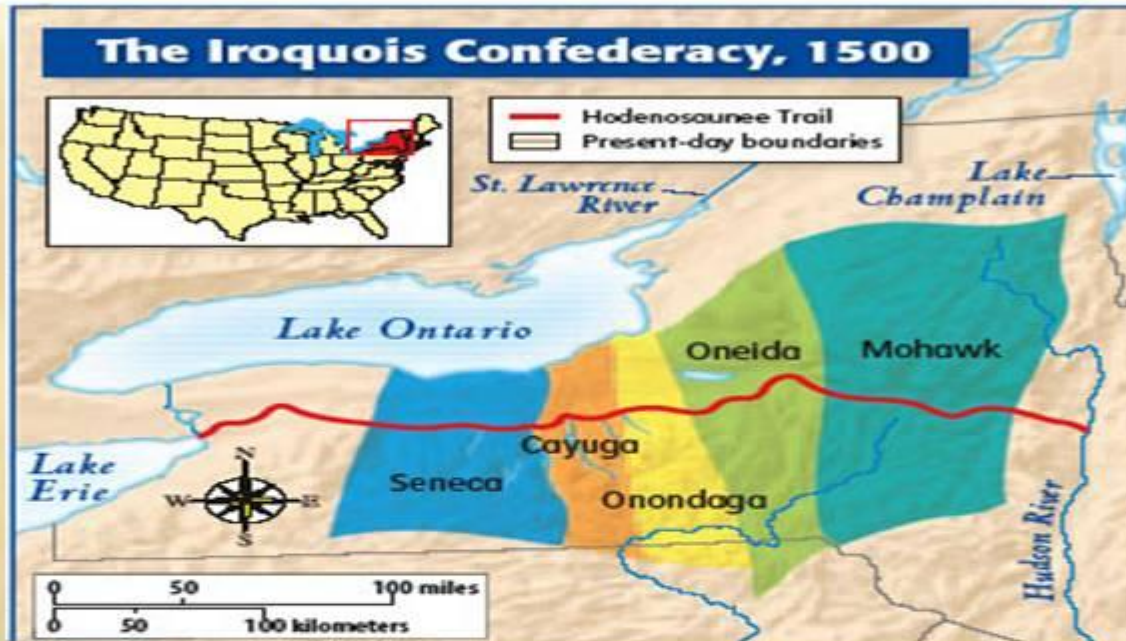 The Iroquois Confederacy, 1500
Hodenosaunee Trail
Present-day boundaries
St. Lawrence
River
Lake
Champlain
Lake Ontario
Oneida
Mohawk
Cayuga
Seneca
Onondaga
Lake
Erie
N
W
E
S
Hudson River
0 50 100 miles
0 50 100 kilometers